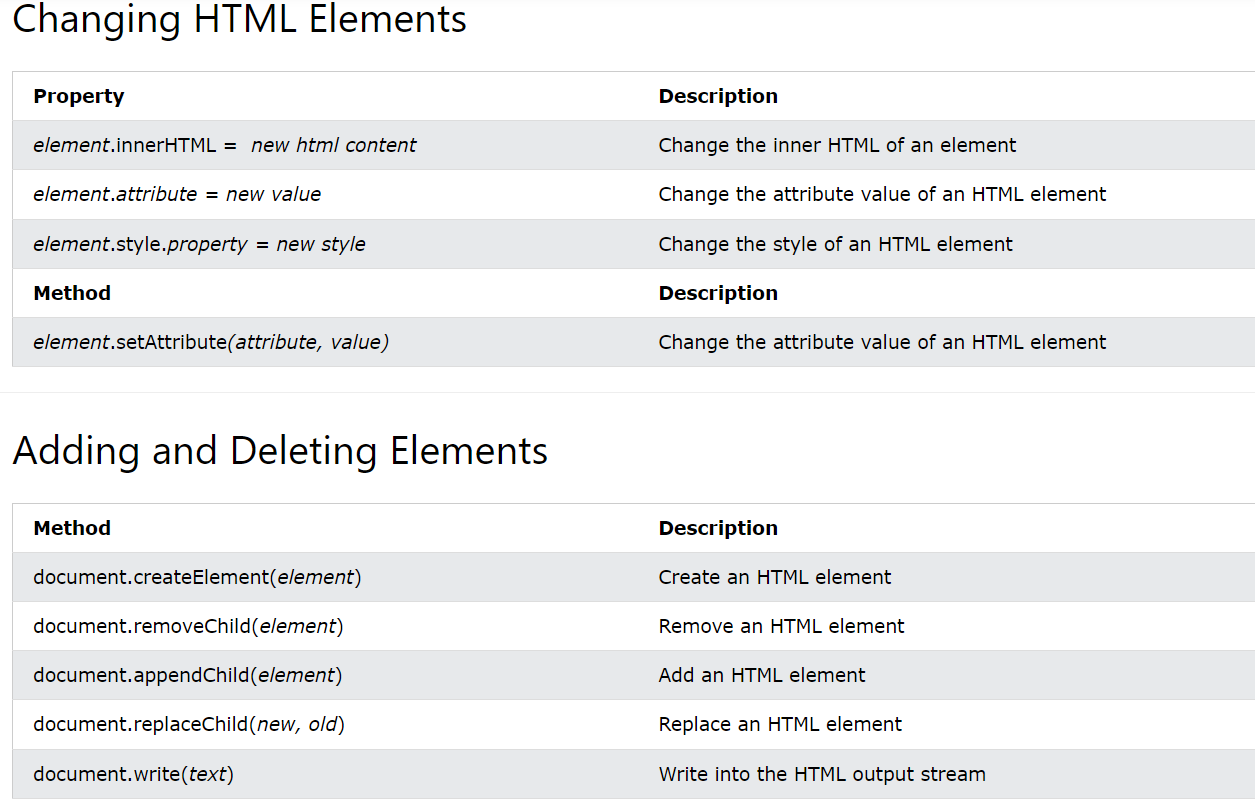 Changing HTML Elements
Property Description
element.innerHTML = new html content Change the inner HTML of an element
element.attribute = new value Change the attribute value of an HTML element
element.style.property = new style Change the style of an HTML element
Method Description
element.setAttribute(attribute, value) Change the attribute value of an HTML element
Adding and Deleting Elements
Method Description
document.createElement(element) Create an HTML element
document.removeChild(element) Remove an HTML element
document.appendChild(element) Add an HTML element
document.replaceChild(new, old) Replace an HTML element
document.write(text) Write into the HTML output stream